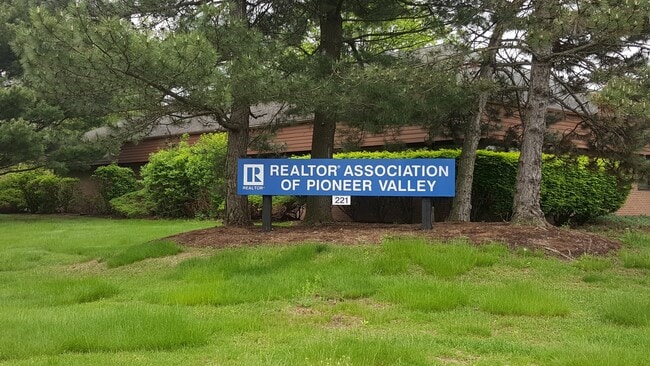 REALTOR® ASSOCIATION
OF PIONEER VALLEY
R
REALTOR®
221